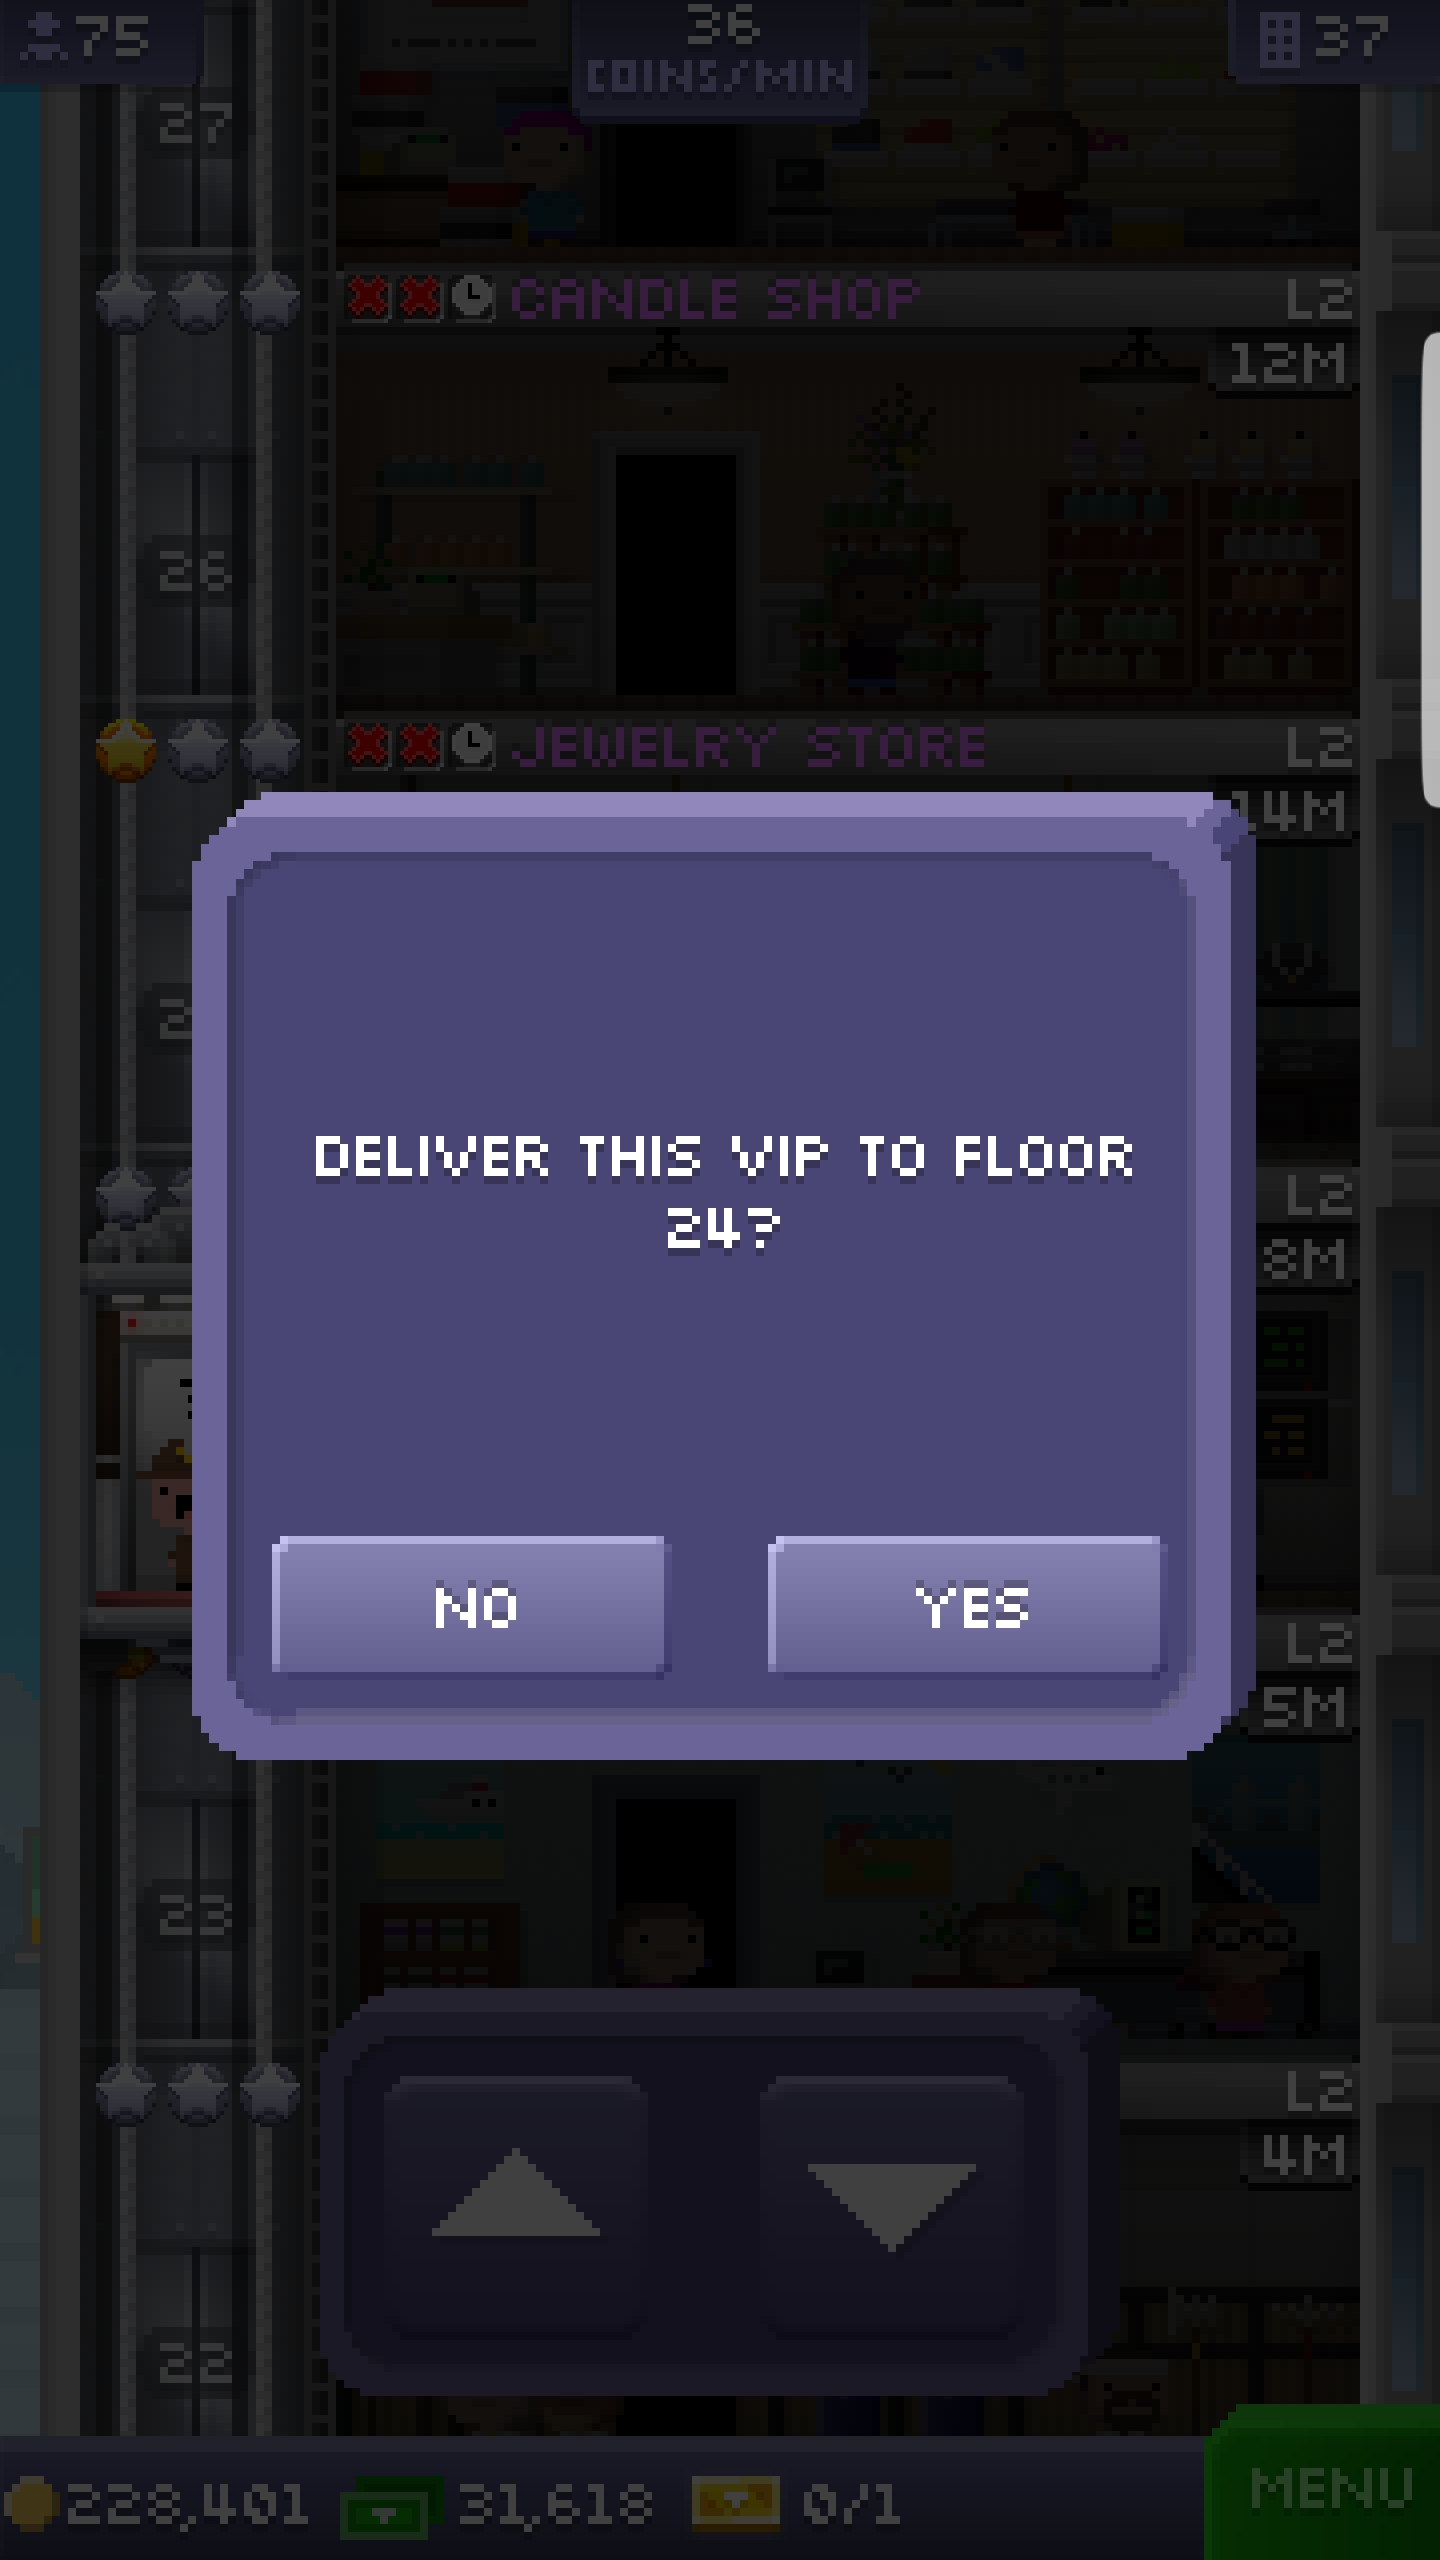 75
36
COINS/MIN
37
27
CANDLE SHOP
L2
12M
26
JEWELRY STORE
L2
14M
L2
8M
DELIVER THIS VIP TO FLOOR
24?
NO
YES
L2
5M
23
L2
4M
22
228,401
31,618
0/1
MENU